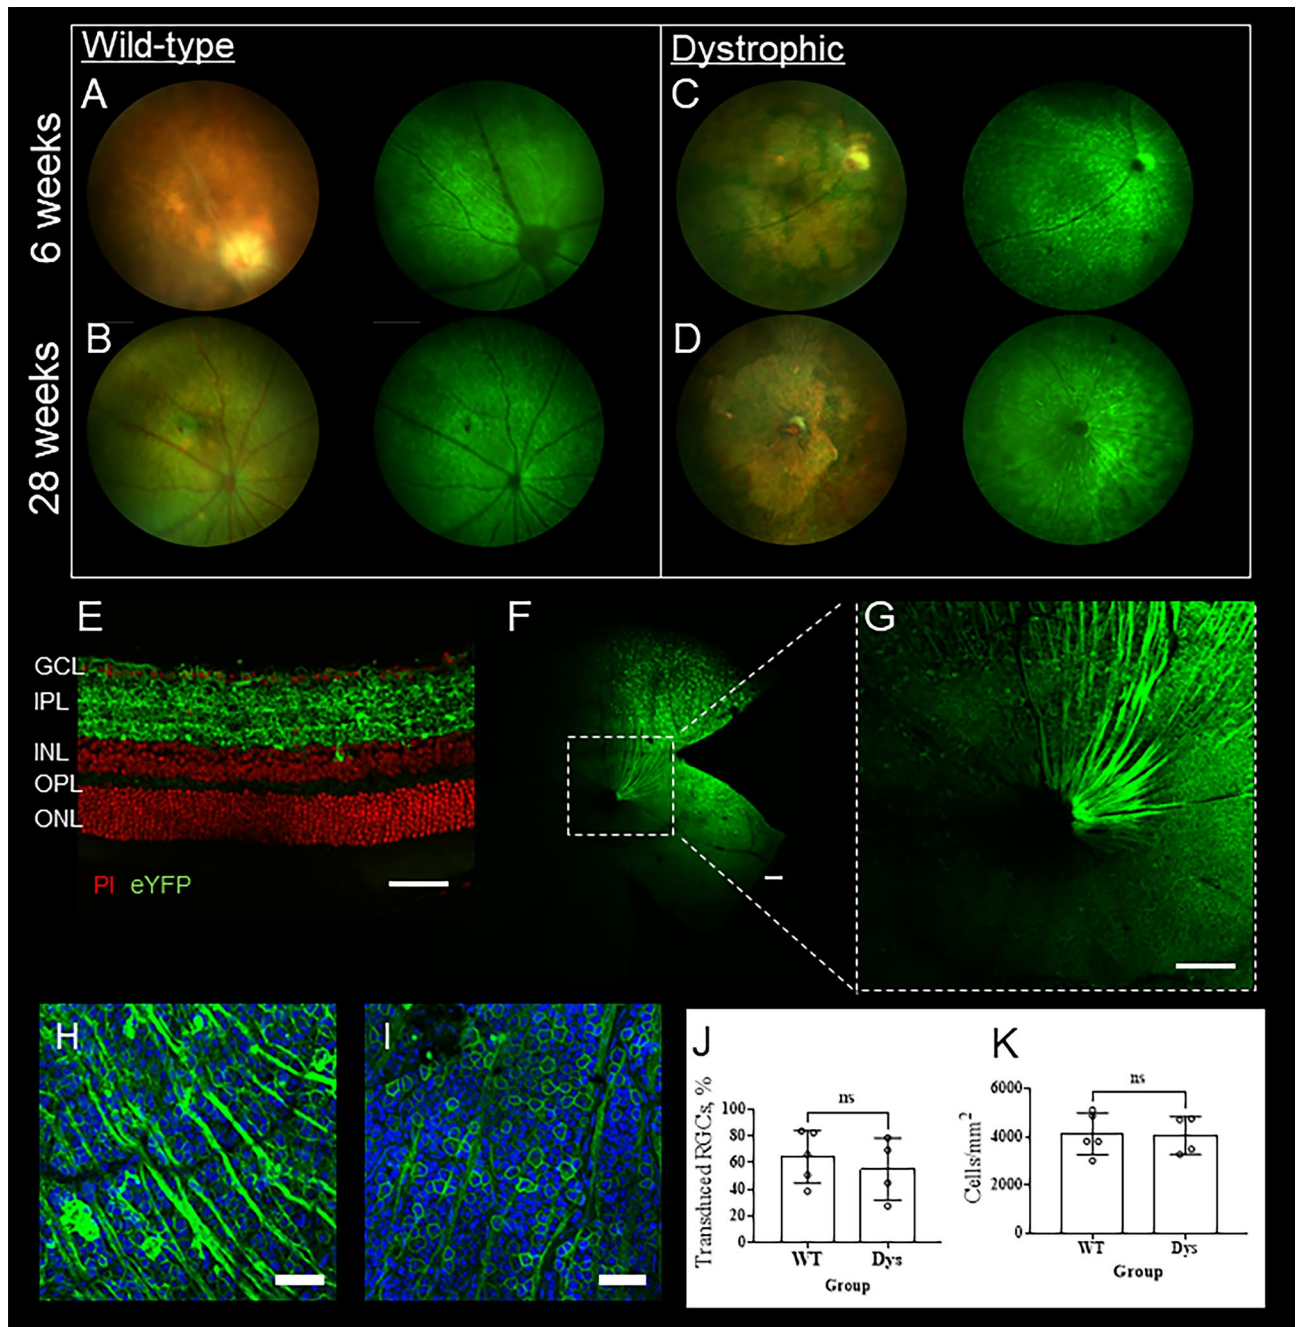 Wild-type
Dystrophic
6 weeks
28 weeks
A
C
B
D
E
F
G
GCL
IPL
INL
OPL
ONL
PI eYFP
H
I
J
K
Transduced RGCs, %
100
80
60
40
20
0
ns
WT Dys
Group
Cells/mm²
6000
4000
2000
0
ns
WT Dys
Group